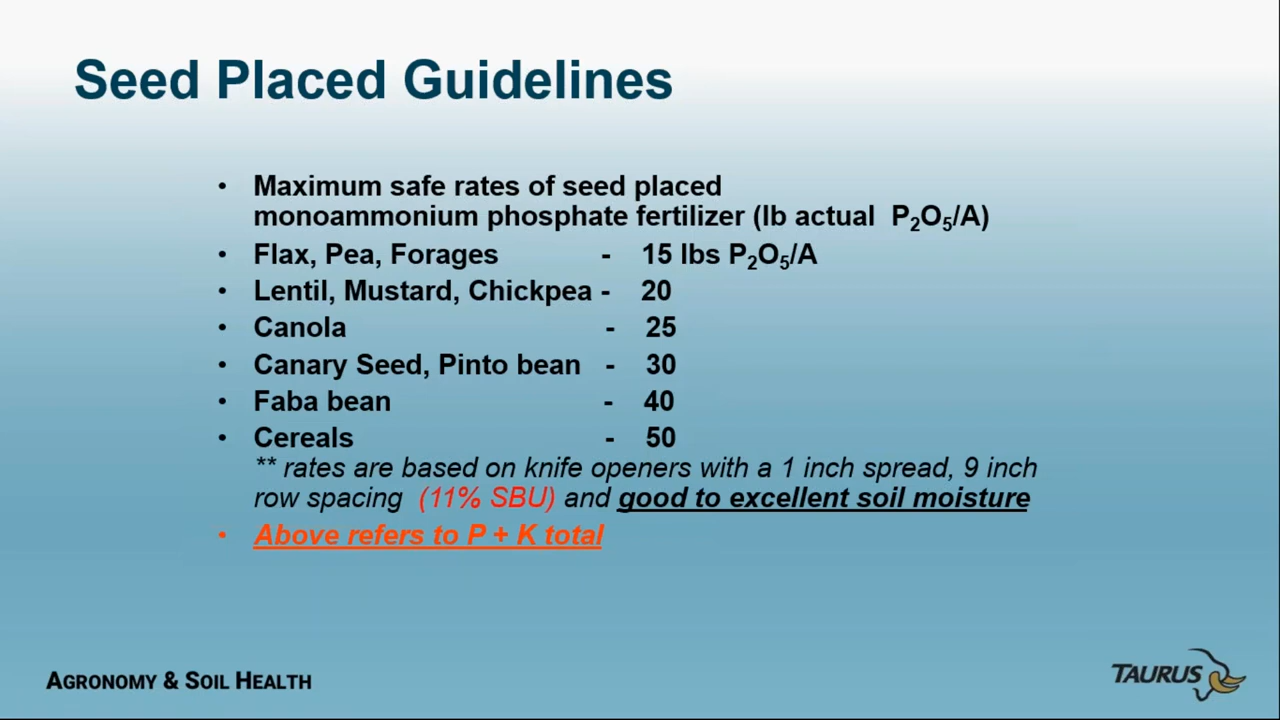 Seed Placed Guidelines
• Maximum safe rates of seed placed
monoammonium phosphate fertilizer (lb actual P₂O₅/A)
• Flax, Pea, Forages - 15 lbs P₂O₅/A
• Lentil, Mustard, Chickpea - 20
• Canola - 25
• Canary Seed, Pinto bean - 30
• Faba bean - 40
• Cereals - 50
** rates are based on knife openers with a 1 inch spread, 9 inch
row spacing (11% SBU) and good to excellent soil moisture
• Above refers to P + K total
AGRONOMY & SOIL HEALTH
TAURUS